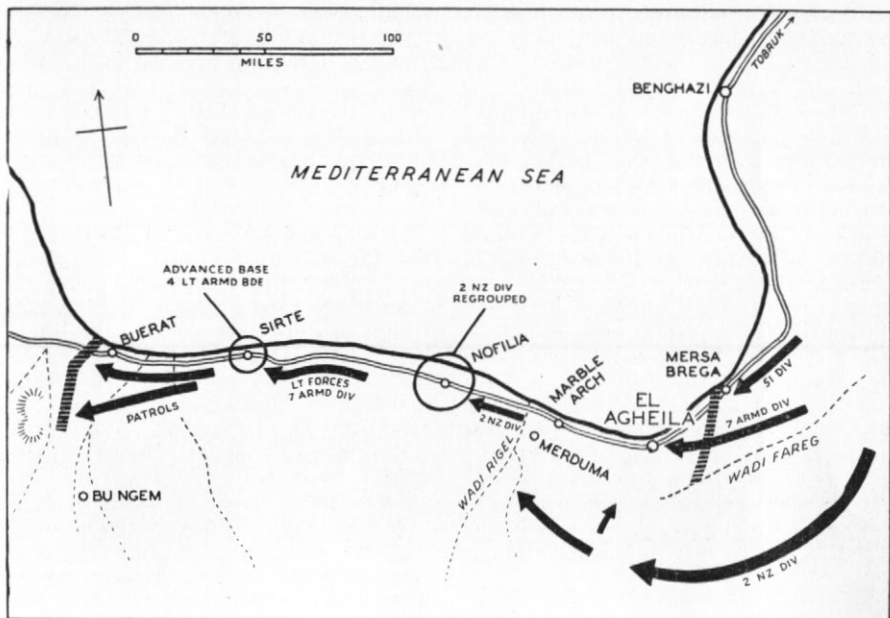 0 50 100
MILES
TOBRUK
BENGHAZI
MEDITERRANEAN SEA
ADVANCED BASE
4 LT ARMD BDE
2 NZ DIV
REGROUPED
BUERAT
SIRTE
NOFILIA
MARBLE
ARCH
MERSA
BREGA
51 DIV
EL
AGHEILA
LT FORCES
7 ARMD DIV
PATROLS
2 NZ DIV
7 ARMD DIV
MERDUMA
WADI RIGEL
WADI FAREG
BU NGEM
2 NZ DIV